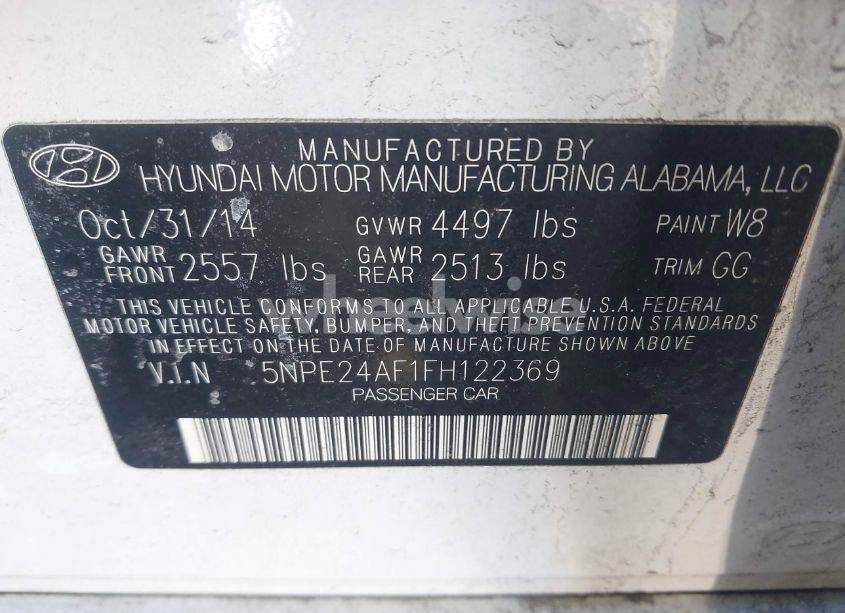 MANUFACTURED BY
HYUNDAI MOTOR MANUFACTURING ALABAMA, LLC
Oct/31/14 GVWR 4497 lbs PAINT W8
GAWR FRONT 2557 lbs GAWR REAR 2513 lbs TRIM GG
THIS VEHICLE CONFORMS TO ALL APPLICABLE U.S.A. FEDERAL
MOTOR VEHICLE SAFETY, BUMPER, AND THEFT PREVENTION STANDARDS
IN EFFECT ON THE DATE OF MANUFACTURE SHOWN ABOVE
V.I.N 5NPE24AF1FH122369
PASSENGER CAR
wheelwise